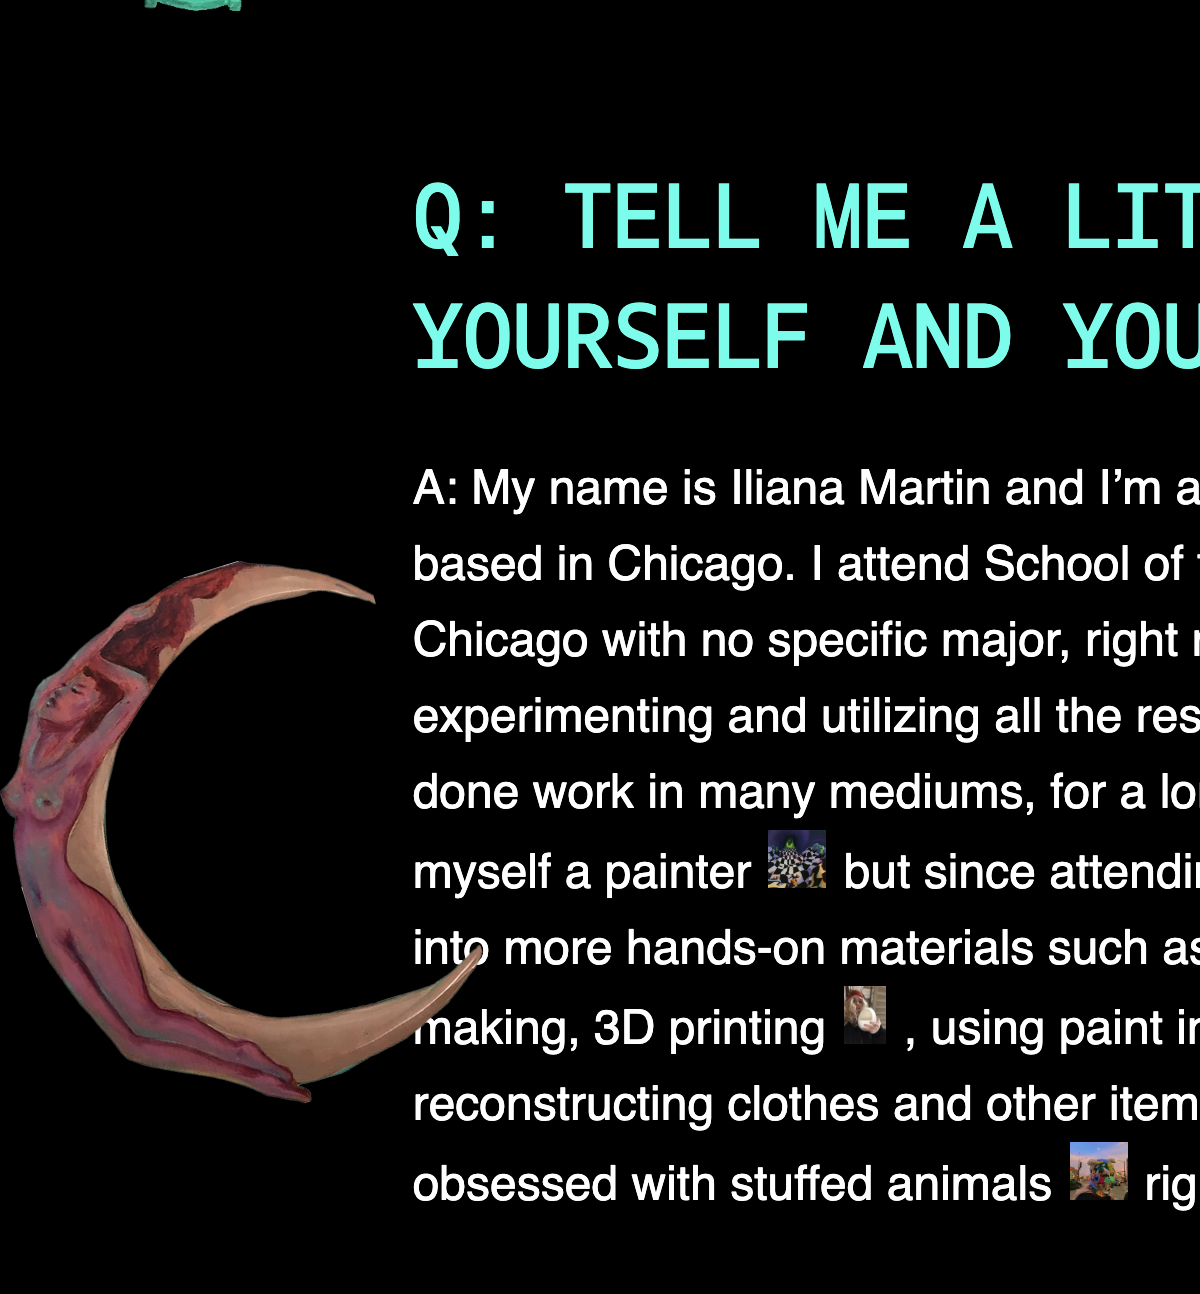 Q: TELL ME A LIT
YOURSELF AND YOU
A: My name is Iliana Martin and I’m a
based in Chicago. I attend School of
Chicago with no specific major, right
experimenting and utilizing all the res
done work in many mediums, for a lo
myself a painter but since attendin
into more hands-on materials such as
making, 3D printing , using paint in
reconstructing clothes and other item
obsessed with stuffed animals rig